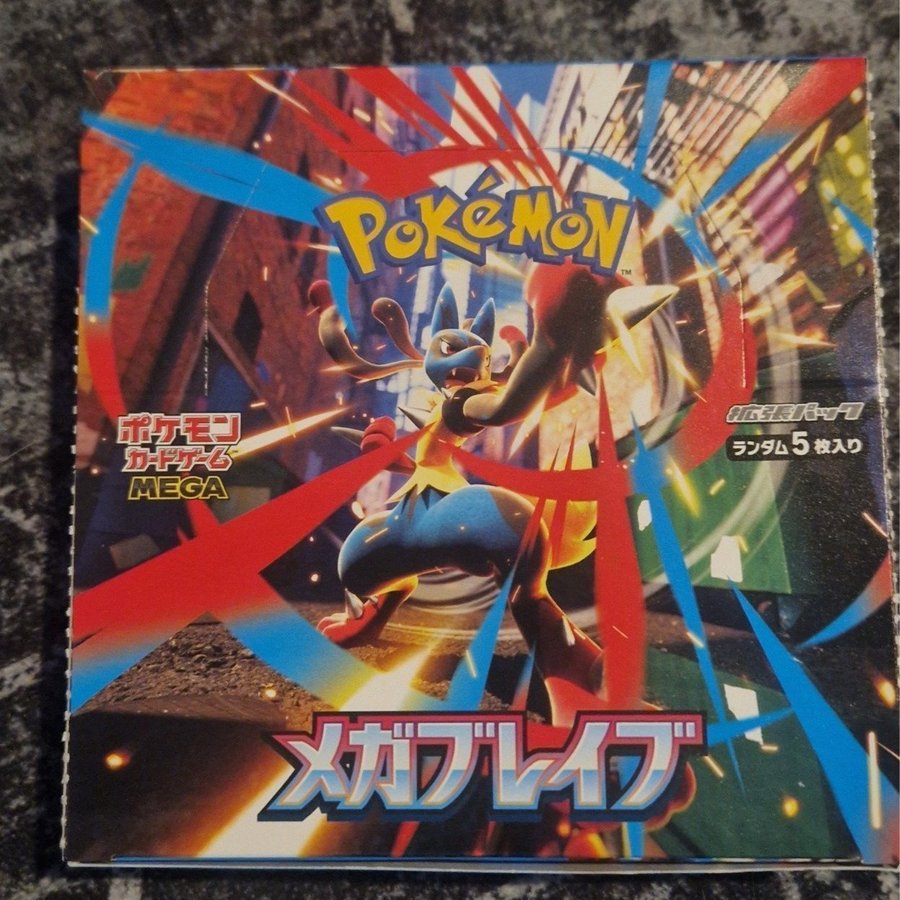 POKéMON
TM
ポケモン
カードゲーム
MEGA
拡張パック
ランダム5枚入り
メガブレイブ